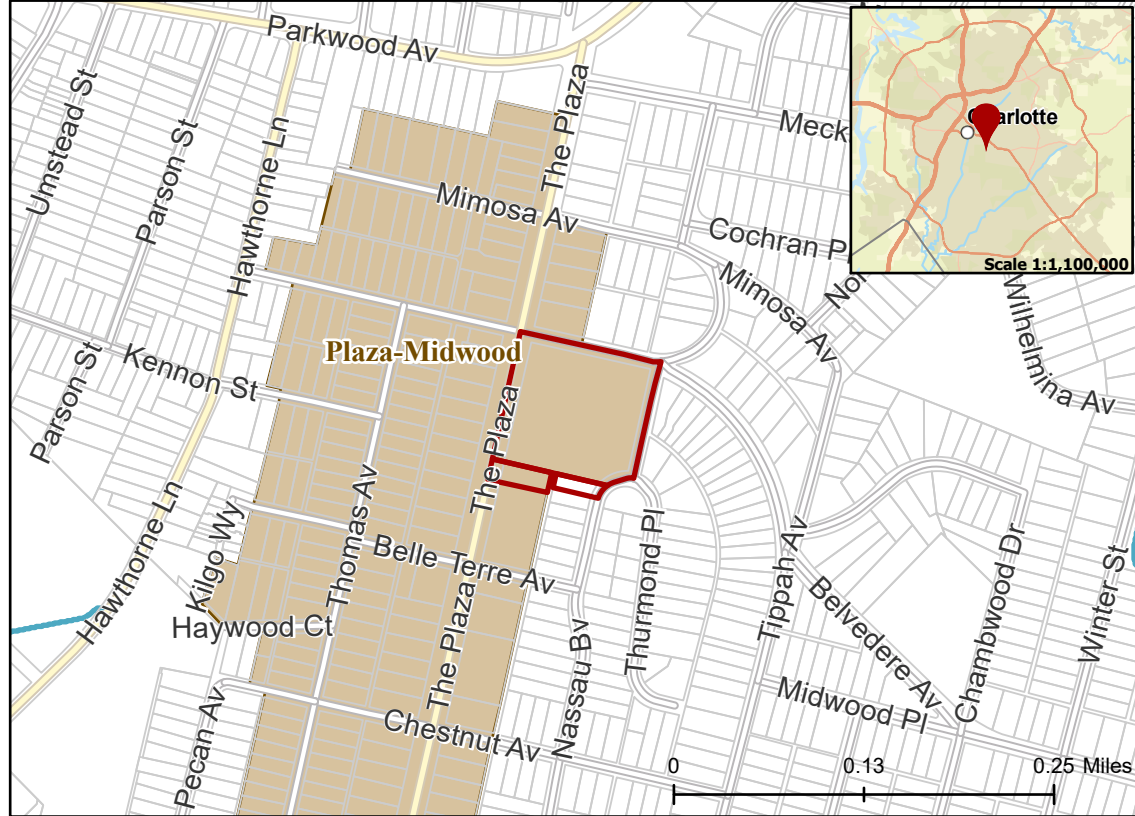 Parkwood Av
Umstead St
Parson St
Hawthorne Ln
The Plaza
Meck
Charlotte
Scale 1:1,100,000
Mimosa Av
Cochran P
Mimosa Av
Nor
Wilhelmina Av
Plaza-Midwood
Kennon St
Parson St
The Plaza
Hawthorne Ln
Kilgo Wy
Thomas Av
Belle Terre Av
Haywood Ct
The Plaza
Nassau Bv
Thurmond Pl
Tippah Av
Belvedere Av
Chambwood Dr
Winter St
Midwood Pl
Pecan Av
Chestnut Av
0
0.13
0.25 Miles